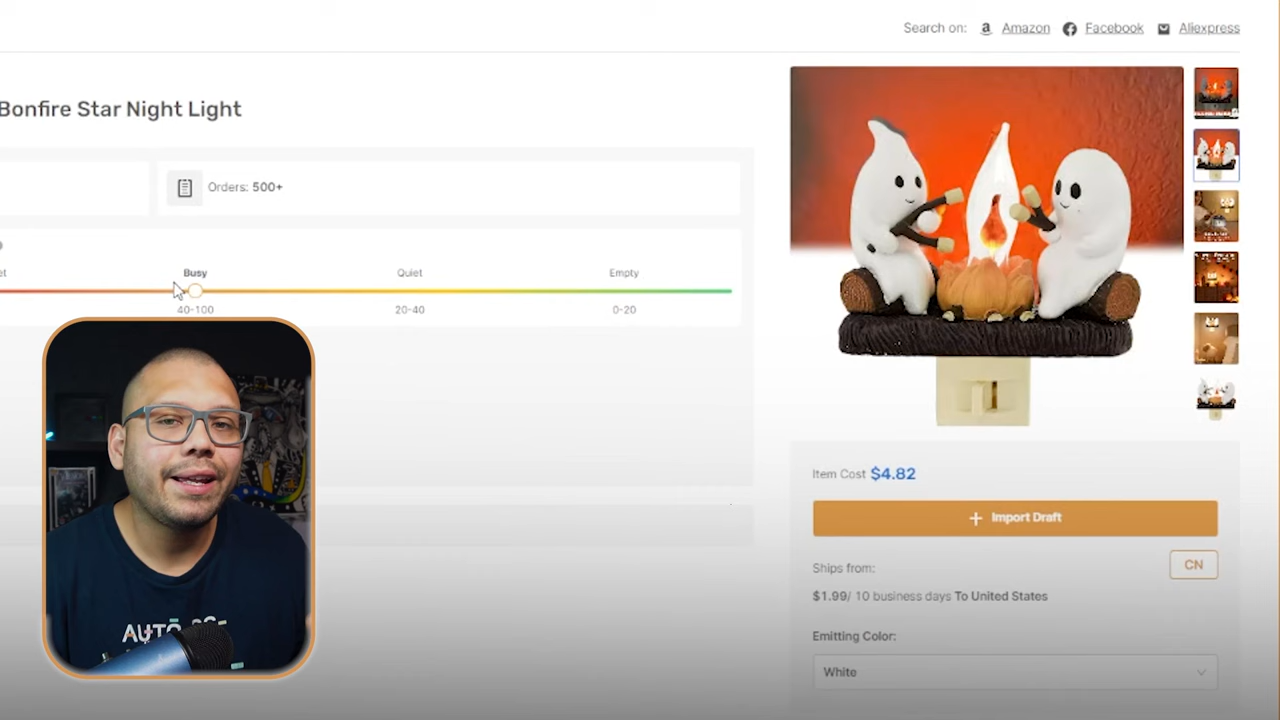 Search on: Amazon Facebook Aliexpress
Bonfire Star Night Light
Orders: 500+
et Busy Quiet Empty
40-100 20-40 0-20
Item Cost $4.82
+ Import Draft
Ships from: CN
$1.99/ 10 business days To United States
Emitting Color:
White